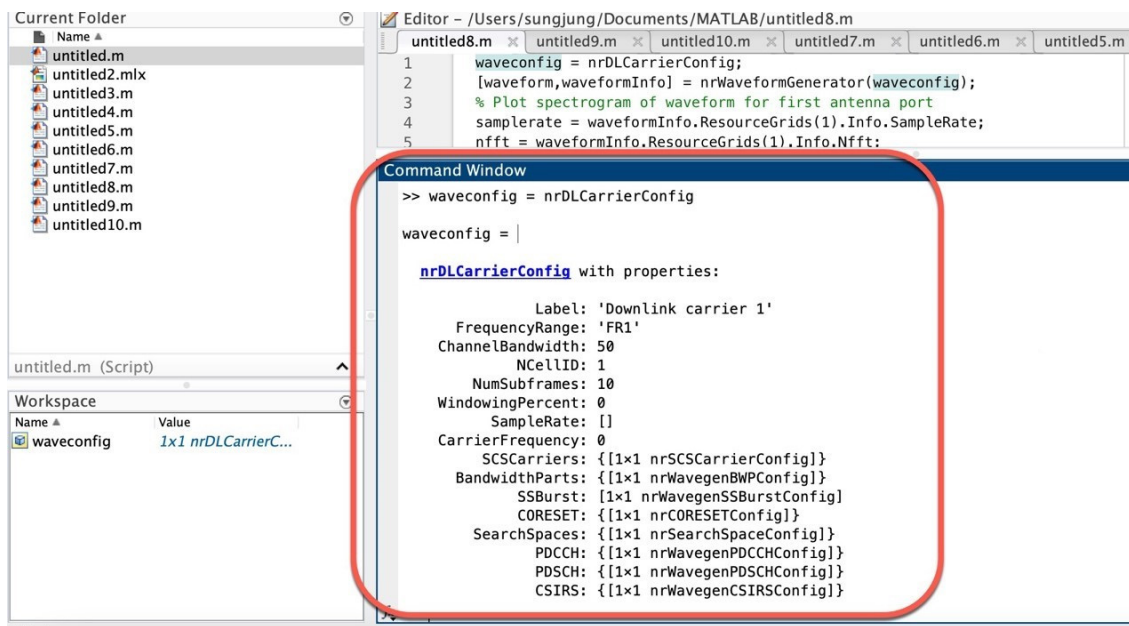 Current Folder
Name
untitled.m
untitled2.mlx
untitled3.m
untitled4.m
untitled5.m
untitled6.m
untitled7.m
untitled8.m
untitled9.m
untitled10.m
untitled.m (Script)
Workspace
Name Value
waveconfig 1x1 nrDLCarrierC...
Editor – /Users/sungjung/Documents/MATLAB/untitled8.m
untitled8.m untitled9.m untitled10.m untitled7.m untitled6.m untitled5.m
1 waveconfig = nrDLCarrierConfig;
2 [waveform,waveformInfo] = nrWaveformGenerator(waveconfig);
3 % Plot spectrogram of waveform for first antenna port
4 samplerate = waveformInfo.ResourceGrids(1).Info.SampleRate;
5 nfft = waveformInfo.ResourceGrids(1).Info.Nfft;
Command Window
>> waveconfig = nrDLCarrierConfig
waveconfig =
nrDLCarrierConfig with properties:
Label: 'Downlink carrier 1'
FrequencyRange: 'FR1'
ChannelBandwidth: 50
NCellID: 1
NumSubframes: 10
WindowingPercent: 0
SampleRate: []
CarrierFrequency: 0
SCSCarriers: {[1×1 nrSCSCarrierConfig]}
BandwidthParts: {[1×1 nrWavegenBWPConfig]}
SSBurst: [1×1 nrWavegenSSBurstConfig]
CORESET: {[1×1 nrCORESETConfig]}
SearchSpaces: {[1×1 nrSearchSpaceConfig]}
PDCCH: {[1×1 nrWavegenPDCCHConfig]}
PDSCH: {[1×1 nrWavegenPDSCHConfig]}
CSIRS: {[1×1 nrWavegenCSIRSConfig]}